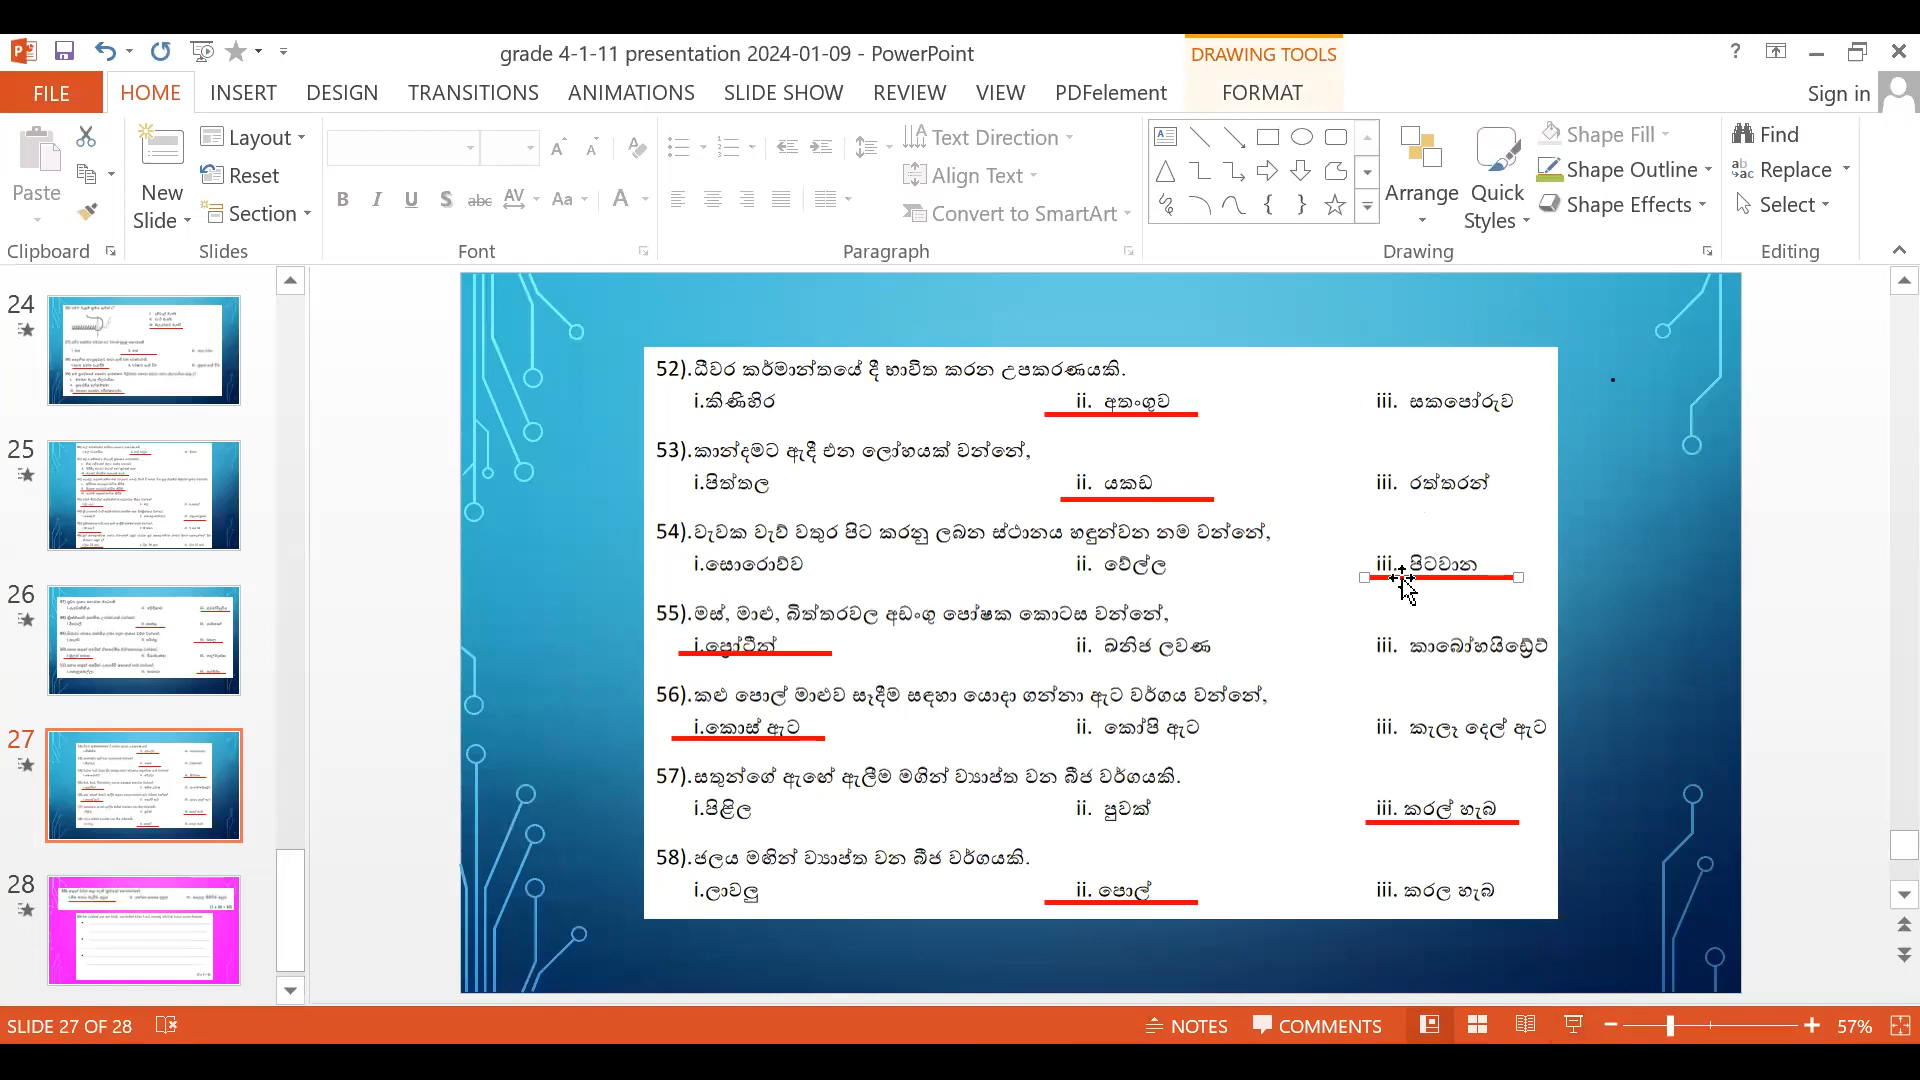 grade 4-1-11 presentation 2024-01-09 - PowerPoint
DRAWING TOOLS
?
FILE
HOME
INSERT
DESIGN
TRANSITIONS
ANIMATIONS
SLIDE SHOW
REVIEW
VIEW
PDFelement
FORMAT
Sign in
Paste
New Slide
Layout
Reset
Section
Text Direction
Align Text
Convert to SmartArt
Arrange
Quick Styles
Shape Fill
Shape Outline
Shape Effects
Find
Replace
Select
Clipboard
Slides
Font
Paragraph
Drawing
Editing
24
25
26
27
28
52).ධීවර කර්මාන්තයේ දී භාවිත කරන උපකරණයකි.
i.කිණිහිර ii. අතංගුව iii. සකපෝරුව
53).කාන්දමට ඇදී එන ලෝහයක් වන්නේ,
i.පිත්තල ii. යකඩ iii. රත්තරන්
54).වැවක වැව් වතුර පිට කරනු ලබන ස්ථානය හඳුන්වන නම වන්නේ,
i.සොරොව්ව ii. වේල්ල iii. පිටවාන
55).මස්, මාළු, බිත්තරවල අඩංගු පෝෂක කොටස වන්නේ,
i.ප්‍රෝටීන් ii. ඛනිජ ලවණ iii. කාබෝහයිඩ්‍රේට්
56).කළු පොල් මාළුව සෑදීම සඳහා යොදා ගන්නා ඇට වර්ගය වන්නේ,
i.කොස් ඇට ii. කෝපි ඇට iii. කැලෑ දෙල් ඇට
57).සතුන්ගේ ඇඟේ ඇලීම මගින් ව්‍යාප්ත වන බීජ වර්ගයකි.
i.පිළිල ii. පුවක් iii. කරල් හැබ
58).ජලය මඟින් ව්‍යාප්ත වන බීජ වර්ගයකි.
i.ලාවලු ii. පොල් iii. කරල හැබ
SLIDE 27 OF 28
NOTES
COMMENTS
57%